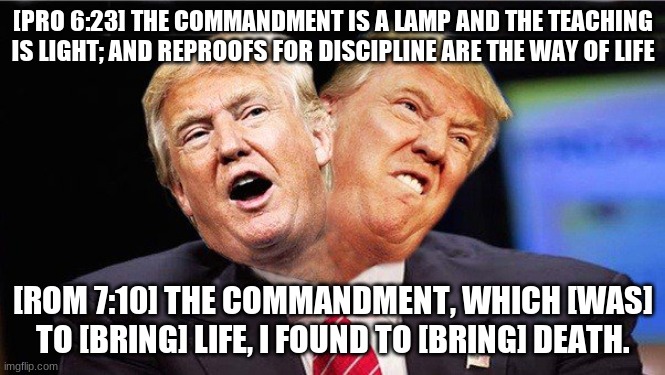 [PRO 6:23] THE COMMANDMENT IS A LAMP AND THE TEACHING
IS LIGHT; AND REPROOFS FOR DISCIPLINE ARE THE WAY OF LIFE
[ROM 7:10] THE COMMANDMENT, WHICH [WAS]
TO [BRING] LIFE, I FOUND TO [BRING] DEATH.
imgflip.com